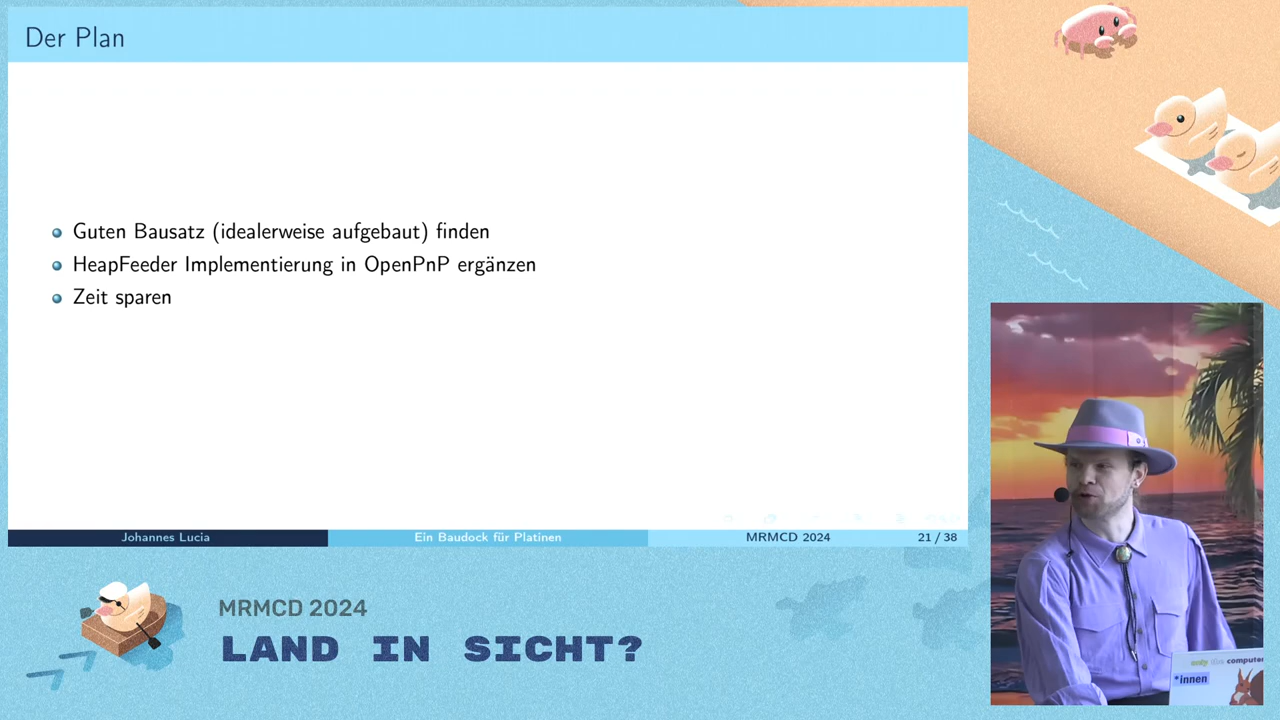 Der Plan
Guten Bausatz (idealerweise aufgebaut) finden
HeapFeeder Implementierung in OpenPnP ergänzen
Zeit sparen
Johannes Lucia
Ein Baudock für Platinen
MRMCD 2024
21 / 38
MRMCD 2024
LAND IN SICHT?
computer
*innen